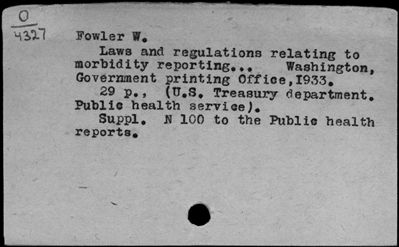 O
4327
Fowler W.
Laws and regulations relating to
morbidity reporting... Washington,
Government printing Office,I933.
29 p., (U.S. Treasury department.
Public health service).
Suppl. N 100 to the Public health
reports.